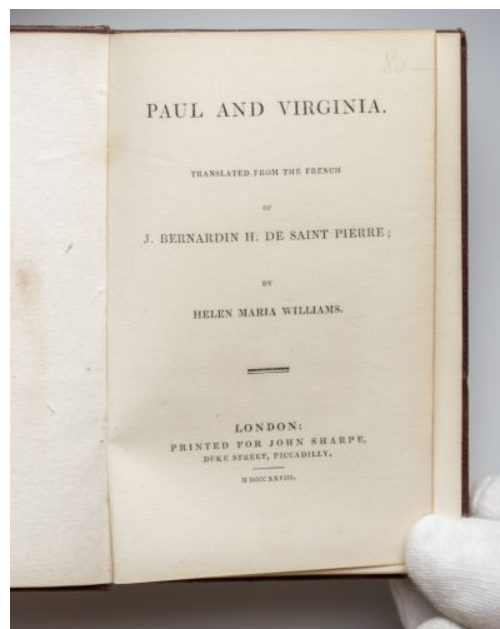 PAUL AND VIRGINIA.
TRANSLATED FROM THE FRENCH
OF
J. BERNARDIN H. DE SAINT PIERRE;
BY
HELEN MARIA WILLIAMS.
LONDON:
PRINTED FOR JOHN SHARPE,
DUKE STREET, PICCADILLY,
MDCCCXXVIII.